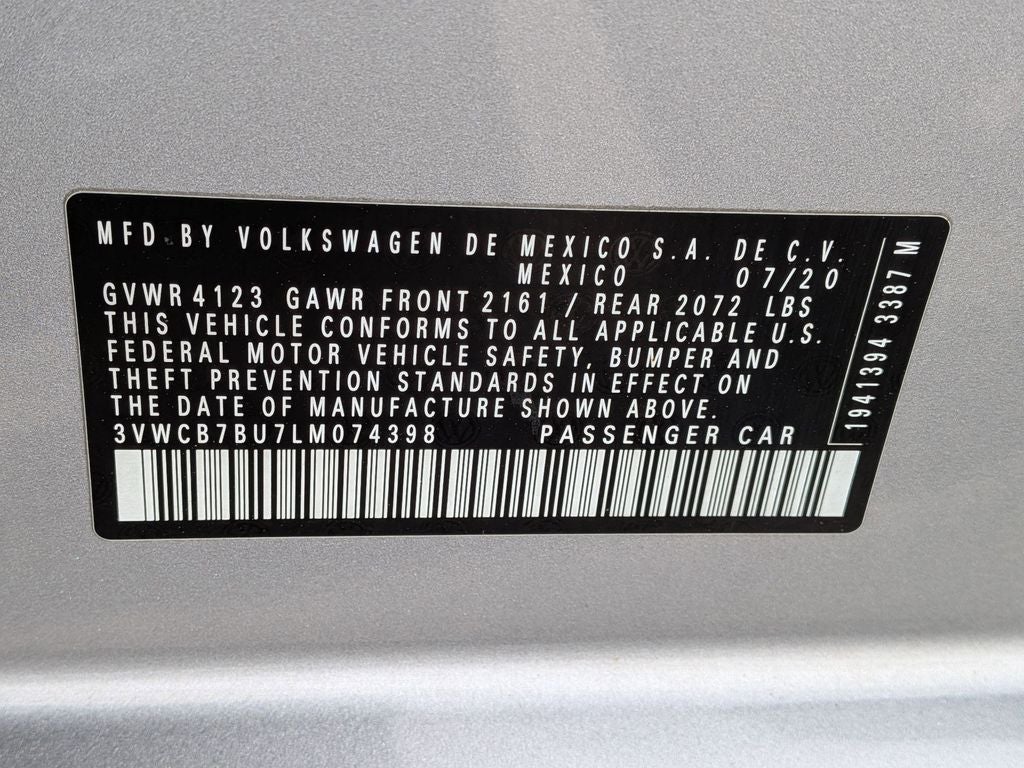 MFD. BY VOLKSWAGEN DE MEXICO S.A. DE C.V.
MEXICO 07/20
GVWR 4123 GAWR FRONT 2161 / REAR 2072 LBS
THIS VEHICLE CONFORMS TO ALL APPLICABLE U.S.
FEDERAL MOTOR VEHICLE SAFETY, BUMPER AND
THEFT PREVENTION STANDARDS IN EFFECT ON
THE DATE OF MANUFACTURE SHOWN ABOVE.
3VWCB7BU7LM074398 PASSENGER CAR
1941394 3387 M